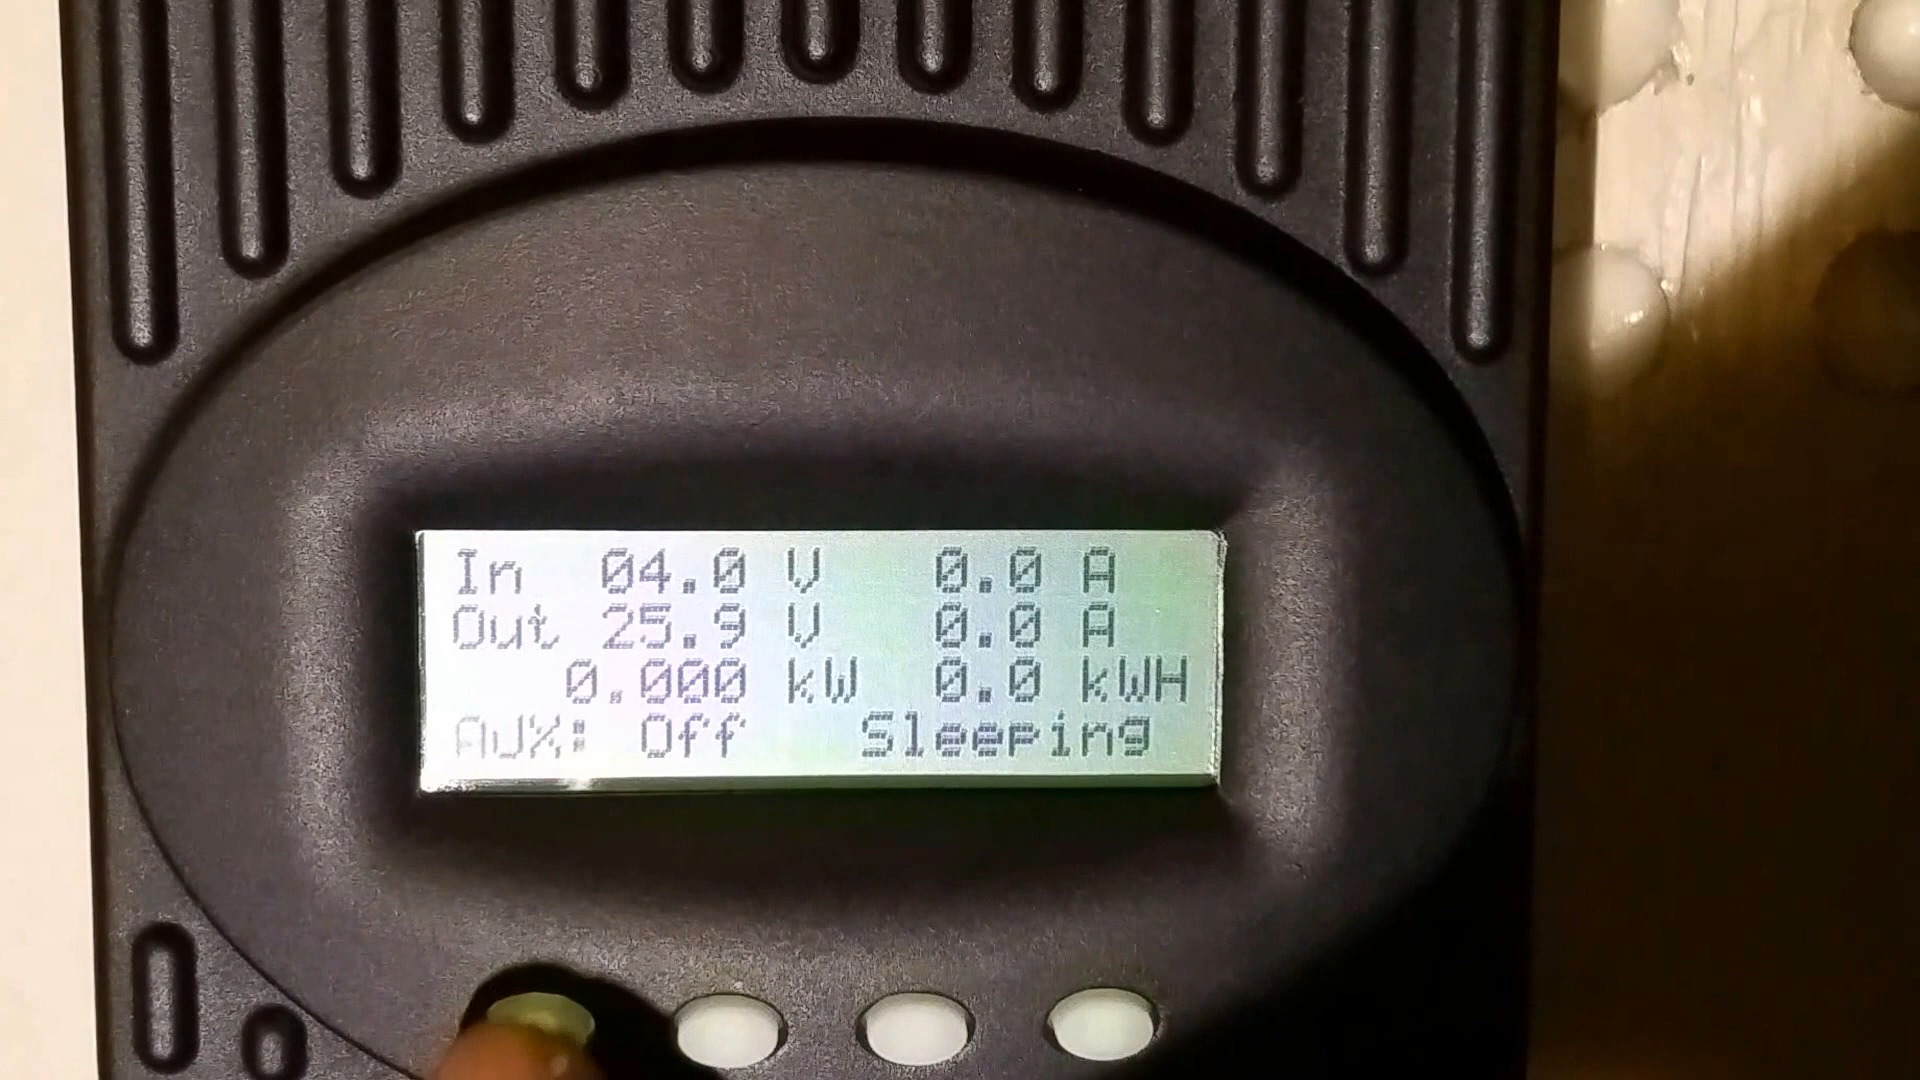 In 04.0 V 0.0 A
Out 25.9 V 0.0 A
0.000 kW 0.0 kWH
AUX: Off Sleeping